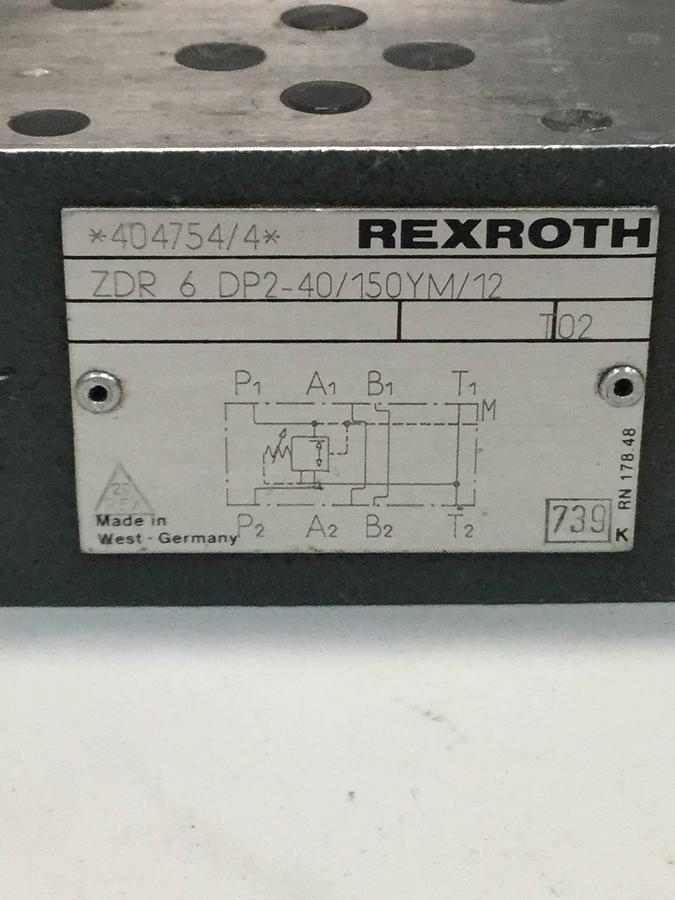 *404754/4* REXROTH
ZDR 6 DP2-40/150YM/12
T02
P1 A1 B1 T1
M
RN 178.48
Made in
West-Germany
P2 A2 B2 T2
739 K